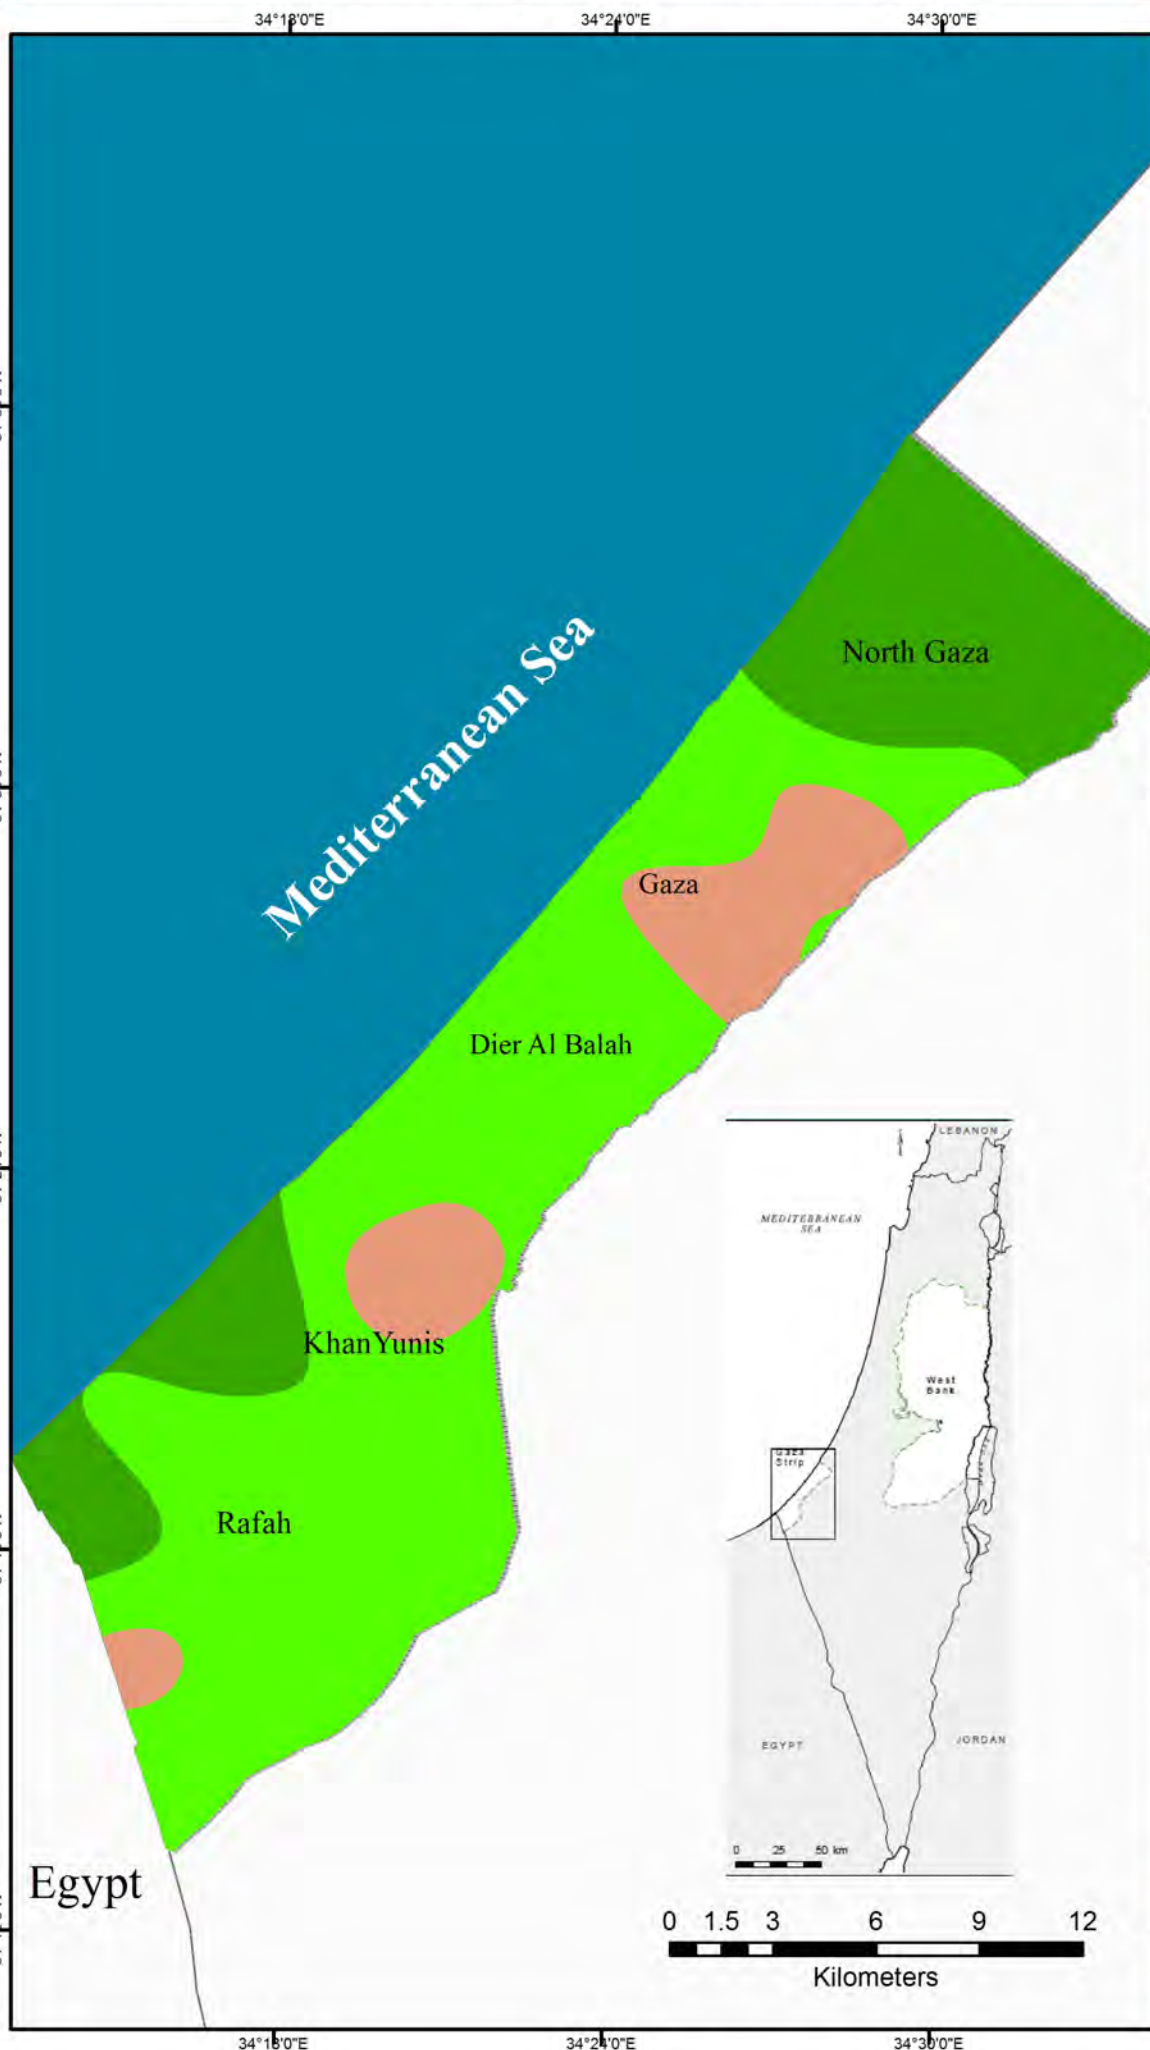 34°18'0"E 34°24'0"E 34°30'0"E
North Gaza
Mediterranean Sea
Gaza
Dier Al Balah
KhanYunis
Rafah
Egypt
LEBANON
MEDITERRANEAN
SEA
West
Bank
Gaza
Strip
EGYPT
JORDAN
0 25 50 km
0 1.5 3 6 9 12
Kilometers
34°18'0"E 34°24'0"E 34°30'0"E